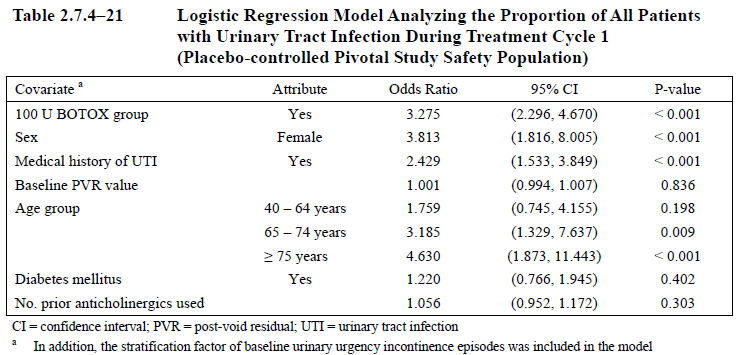 Table 2.7.4–21 Logistic Regression Model Analyzing the Proportion of All Patients
with Urinary Tract Infection During Treatment Cycle 1
(Placebo-controlled Pivotal Study Safety Population)
Covariate a Attribute Odds Ratio 95% CI P-value
100 U BOTOX group Yes 3.275 (2.296, 4.670) < 0.001
Sex Female 3.813 (1.816, 8.005) < 0.001
Medical history of UTI Yes 2.429 (1.533, 3.849) < 0.001
Baseline PVR value 1.001 (0.994, 1.007) 0.836
Age group 40 – 64 years 1.759 (0.745, 4.155) 0.198
65 – 74 years 3.185 (1.329, 7.637) 0.009
≥ 75 years 4.630 (1.873, 11.443) < 0.001
Diabetes mellitus Yes 1.220 (0.766, 1.945) 0.402
No. prior anticholinergics used 1.056 (0.952, 1.172) 0.303
CI = confidence interval; PVR = post-void residual; UTI = urinary tract infection
a In addition, the stratification factor of baseline urinary urgency incontinence episodes was included in the model